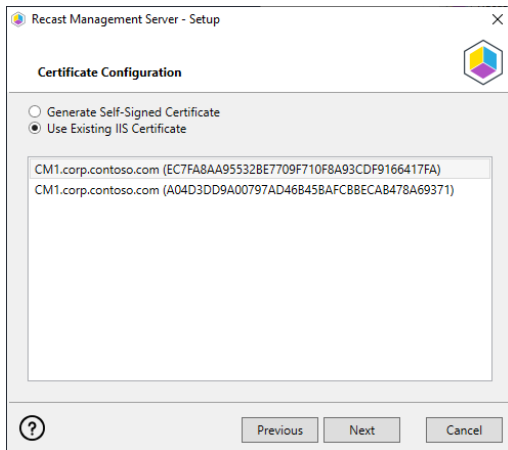 Recast Management Server - Setup
Certificate Configuration
Generate Self-Signed Certificate
Use Existing IIS Certificate
CM1.corp.contoso.com (EC7FA8AA95532BE7709F710F8A93CDF9166417FA)
CM1.corp.contoso.com (A04D3DD9A00797AD46B45BAFCBBECAB478A69371)
?
Previous
Next
Cancel